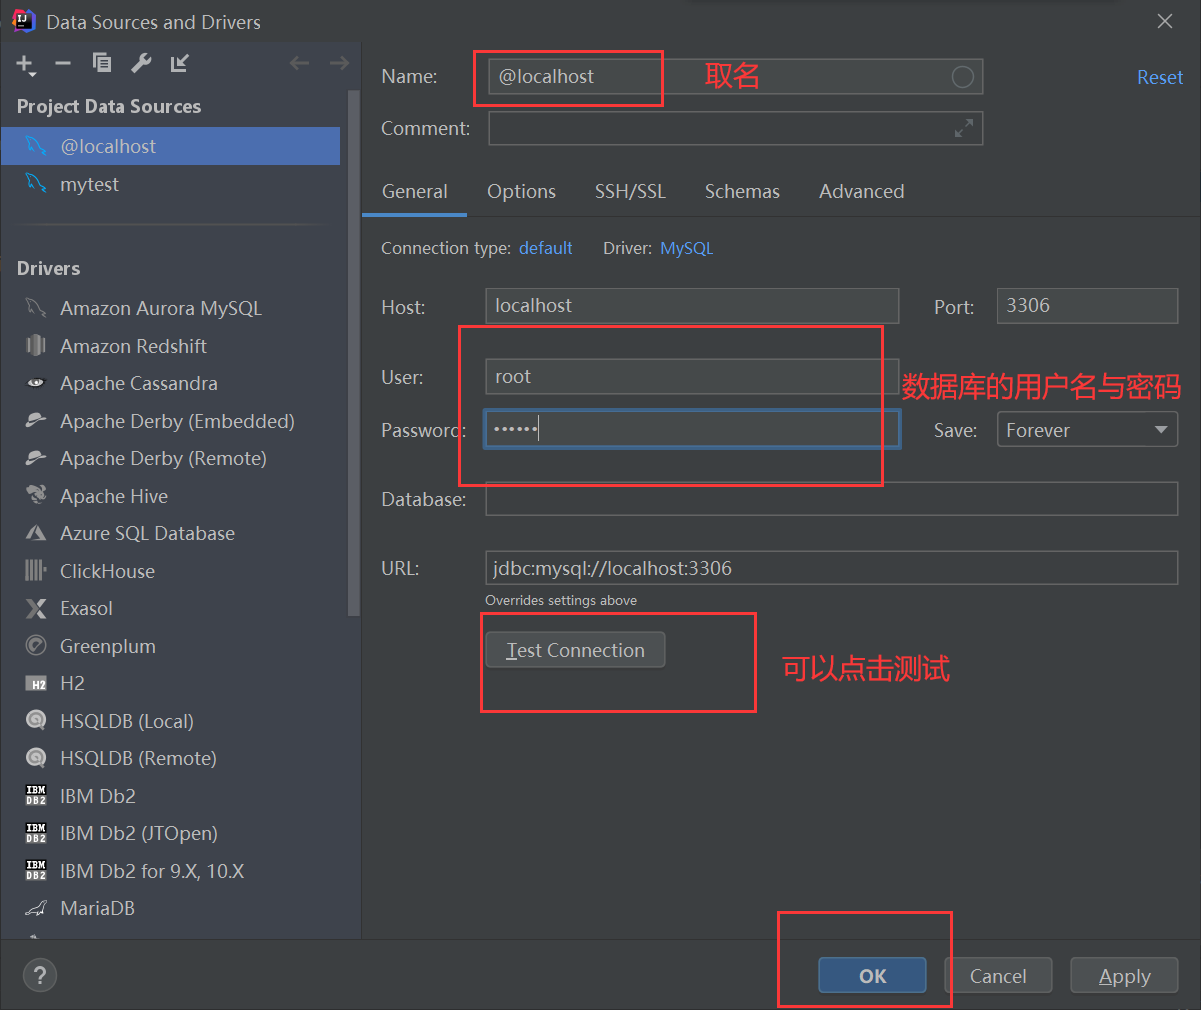 Data Sources and Drivers
Project Data Sources
@localhost
mytest
Drivers
Amazon Aurora MySQL
Amazon Redshift
Apache Cassandra
Apache Derby (Embedded)
Apache Derby (Remote)
Apache Hive
Azure SQL Database
ClickHouse
Exasol
Greenplum
H2 H2
HSQLDB (Local)
HSQLDB (Remote)
IBM DB2 IBM Db2
IBM DB2 IBM Db2 (JTOpen)
IBM DB2 IBM Db2 for 9.X, 10.X
MariaDB
Name: @localhost 取名 Reset
Comment:
General Options SSH/SSL Schemas Advanced
Connection type: default Driver: MySQL
Host: localhost Port: 3306
User: root
数据库的用户名与密码
Password: •••••• Save: Forever
Database:
URL: jdbc:mysql://localhost:3306
Overrides settings above
Test Connection
可以点击测试
? OK Cancel Apply